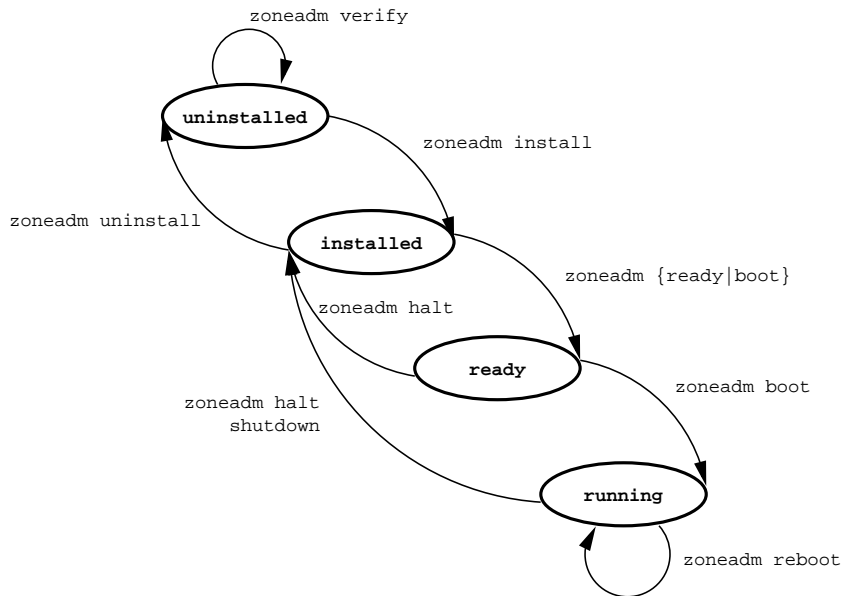 zoneadm verify
uninstalled
zoneadm install
zoneadm uninstall
installed
zoneadm {ready|boot}
zoneadm halt
ready
zoneadm boot
zoneadm halt
shutdown
running
zoneadm reboot